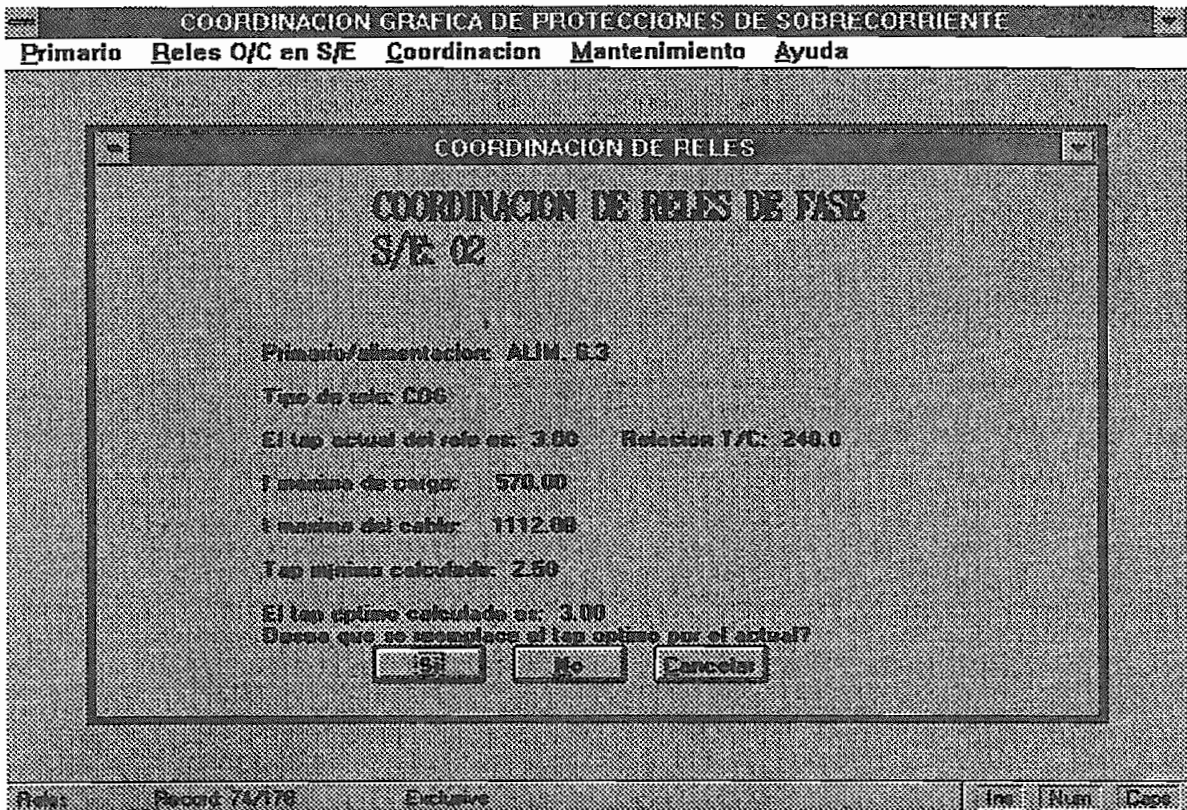 COORDINACION GRAFICA DE PROTECCIONES DE SOBRECORRIENTE
Primario Reles O/C en S/E Coordinacion Mantenimiento Ayuda
COORDINACION DE RELES
COORDINACION DE RELES DE FASE
S/E: 02
Primario/alimentacion: ALIM. G.3
Tipo de rele: CDG
El tap actual del rele es: 3.00 Relacion T/C: 240.0
I maxima de carga: 570.00
I maxima del cable: 1112.08
Tap minimo calculado: 2.50
El tap optimo calculado es: 3.00
Desea que se reemplace el tap optimo por el actual?
Si No Cancelar
Reles Record: 74/178 Exclusive Ins Num Caps